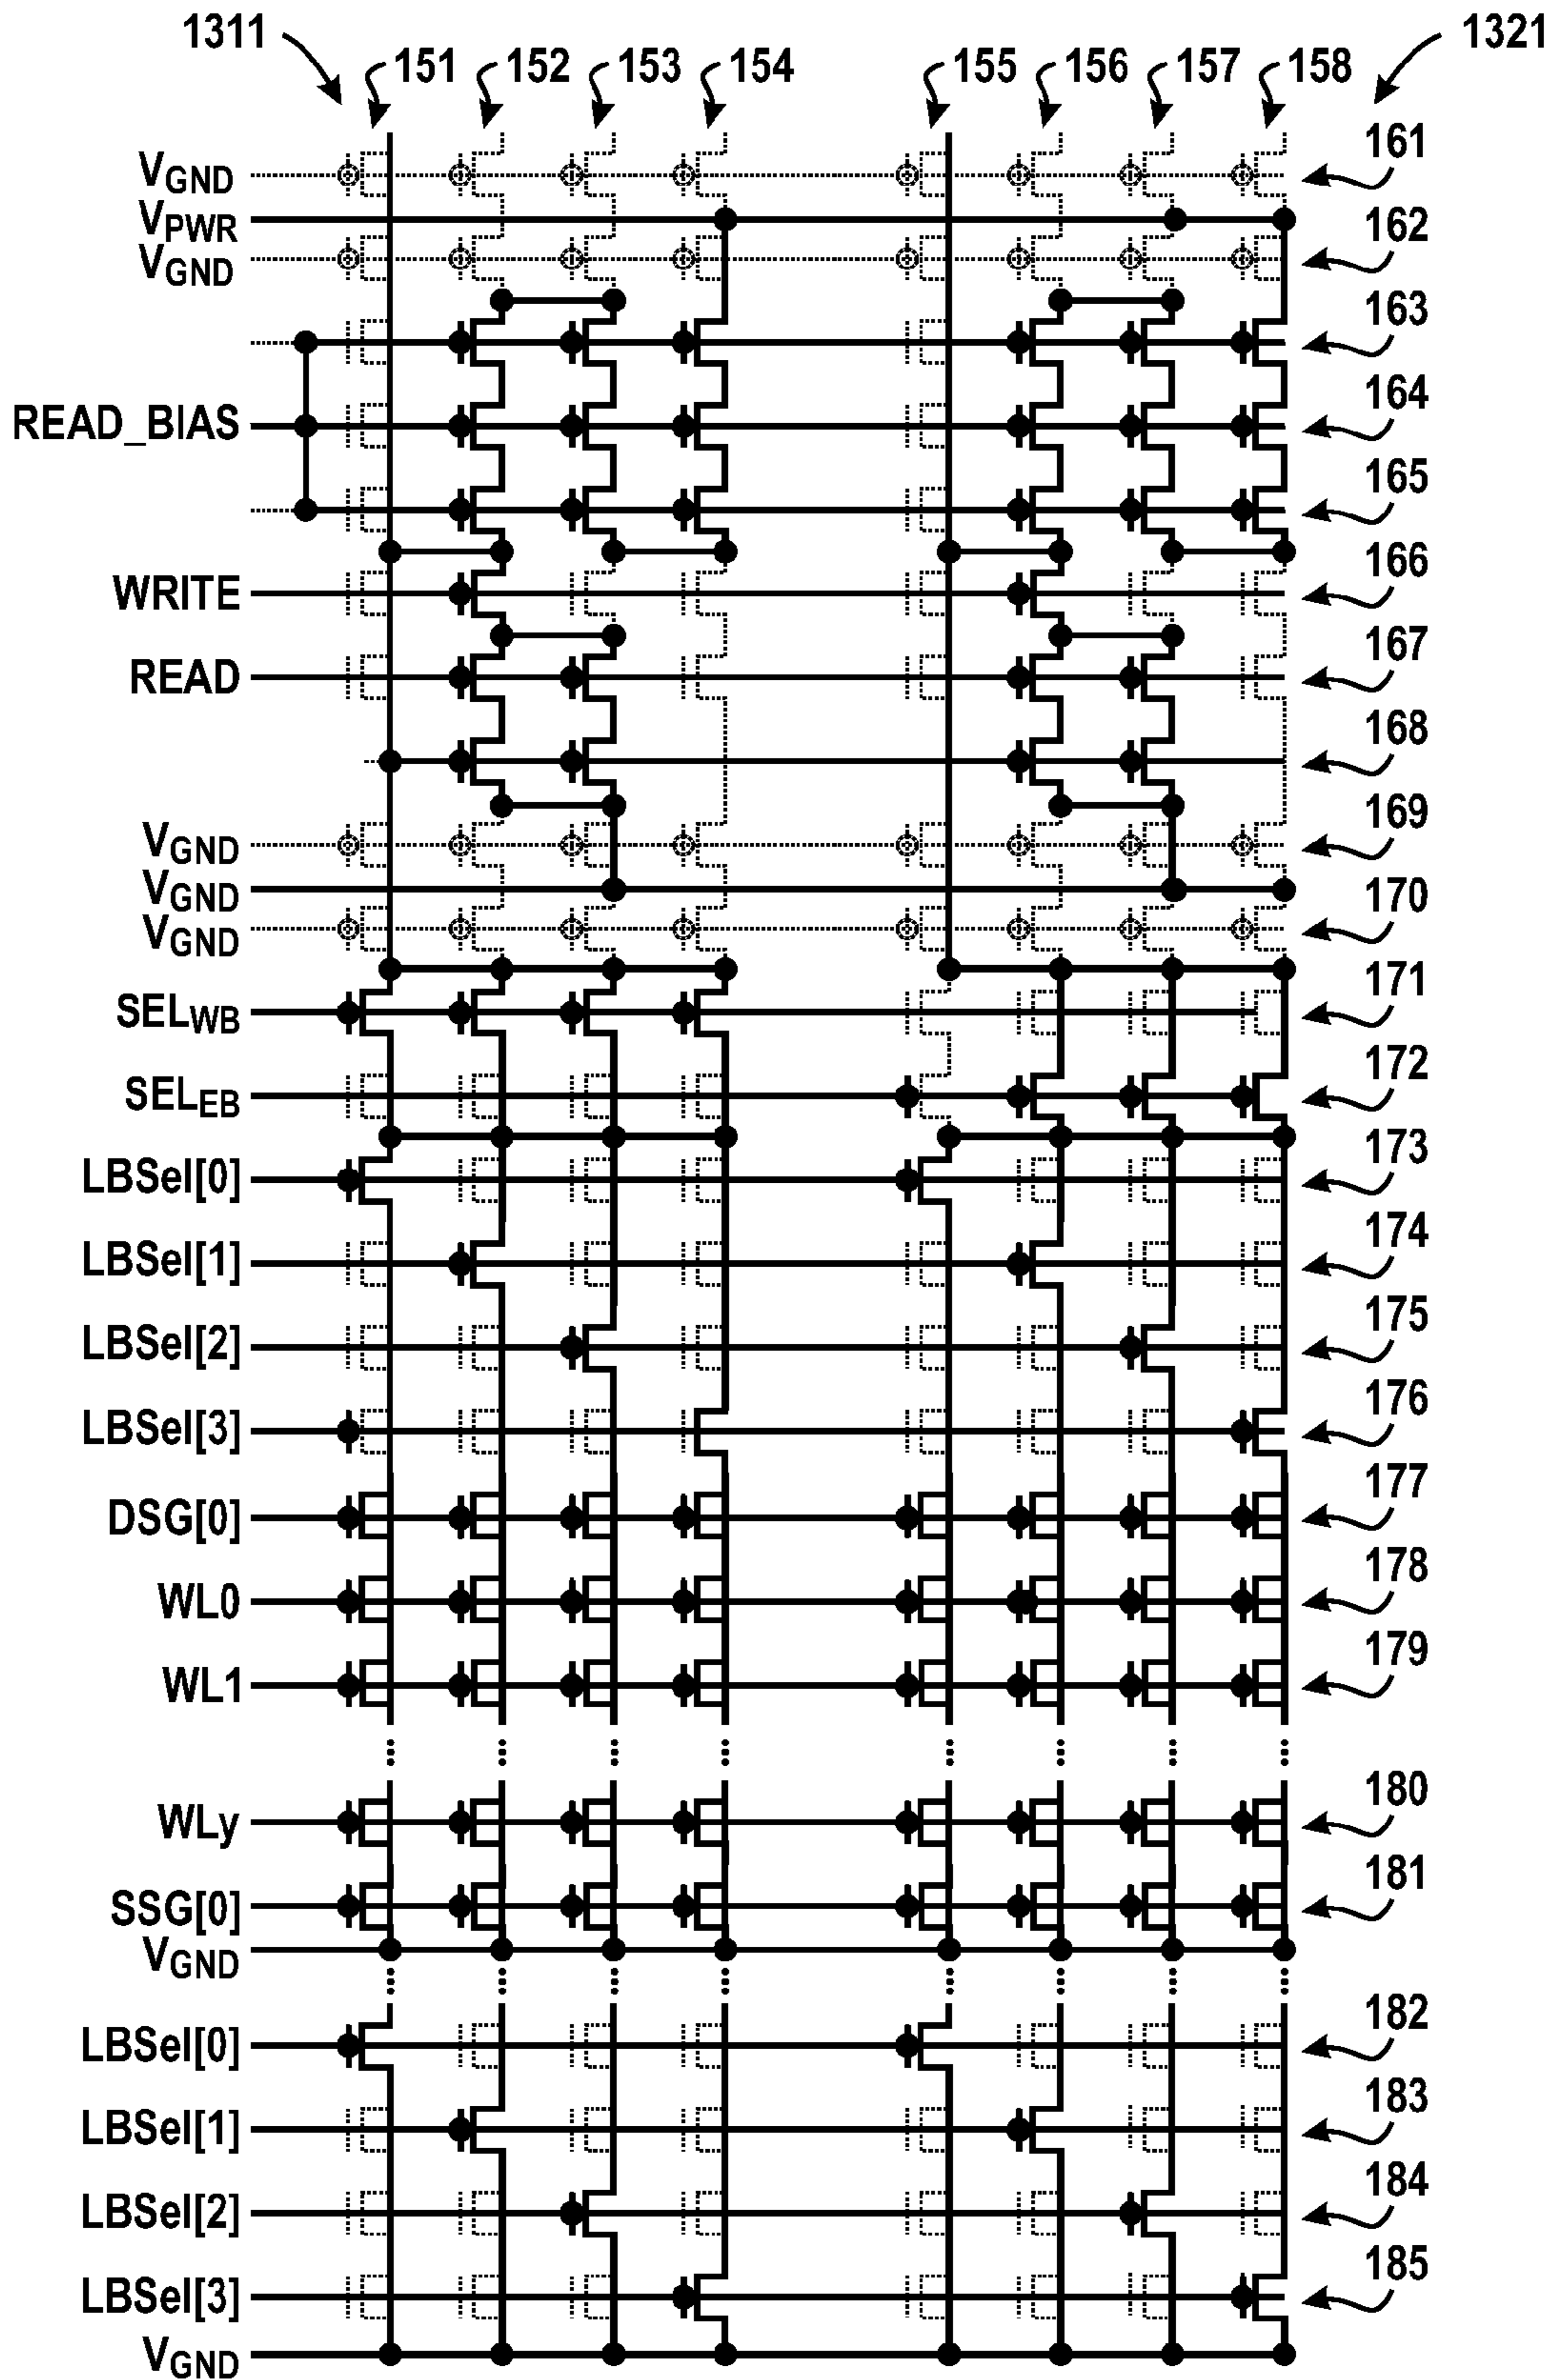 1311 1321
151 152 153 154 155 156 157 158
VGND 161
VPWR 162
VGND
163
READ_BIAS 164
165
WRITE 166
READ 167
168
VGND 169
VGND 170
VGND
SELWB 171
SELEB 172
LBSel[0] 173
LBSel[1] 174
LBSel[2] 175
LBSel[3] 176
DSG[0] 177
WL0 178
WL1 179
WLy 180
SSG[0] 181
VGND
LBSel[0] 182
LBSel[1] 183
LBSel[2] 184
LBSel[3] 185
VGND